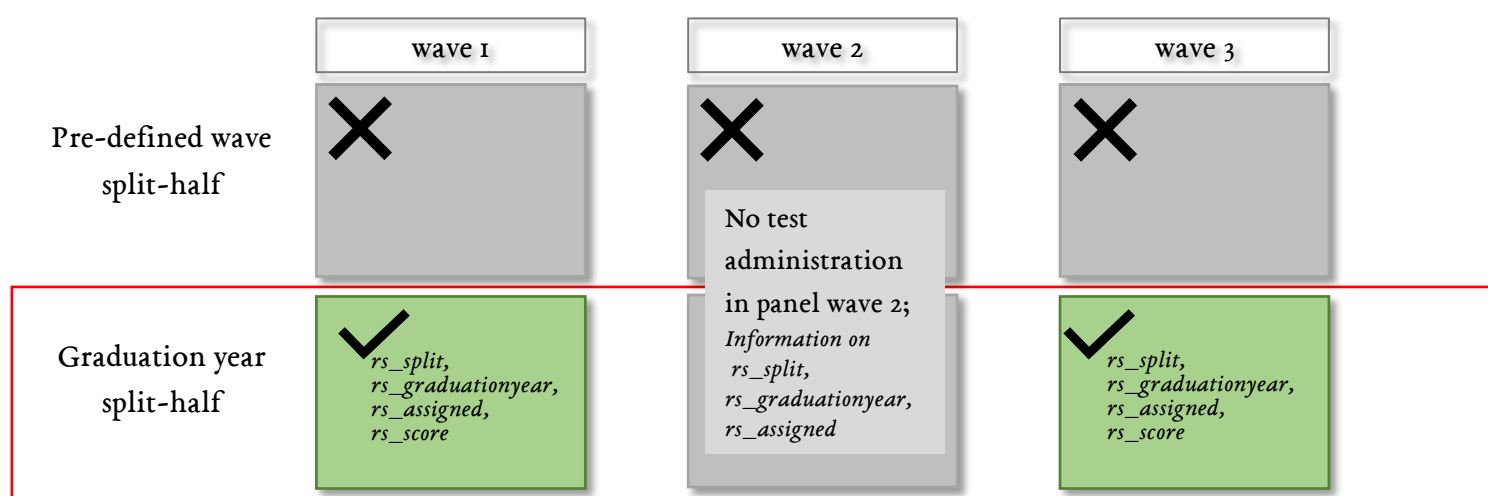 wave 1
wave 2
wave 3
Pre-defined wave
split-half
No test
administration
in panel wave 2;
Information on
rs_split,
rs_graduationyear,
rs_assigned
Graduation year
split-half
rs_split,
rs_graduationyear,
rs_assigned,
rs_score
rs_split,
rs_graduationyear,
rs_assigned,
rs_score